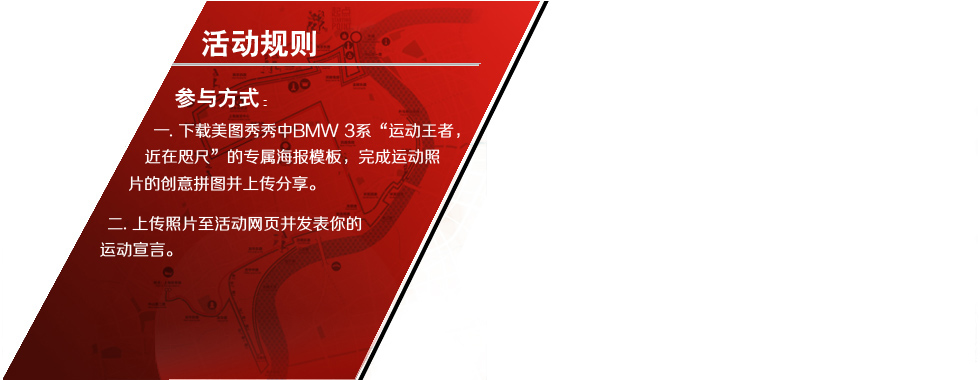 活动规则
参与方式：
一. 下载美图秀秀中BMW 3系“运动王者，
近在咫尺”的专属海报模板，完成运动照
片的创意拼图并上传分享。
二. 上传照片至活动网页并发表你的
运动宣言。